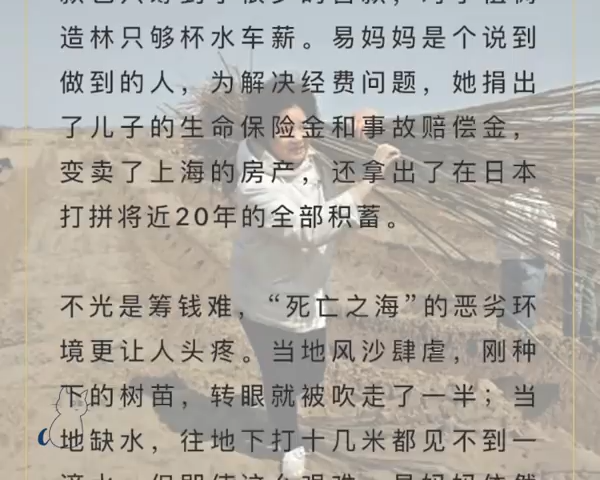 造林只够杯水车薪。易妈妈是个说到
做到的人，为解决经费问题，她捐出
了儿子的生命保险金和事故赔偿金，
变卖了上海的房产，还拿出了在日本
打拼将近20年的全部积蓄。
不光是筹钱难，“死亡之海”的恶劣环
境更让人头疼。当地风沙肆虐，刚种
下的树苗，转眼就被吹走了一半；当
地缺水，往地下打十几米都见不到一